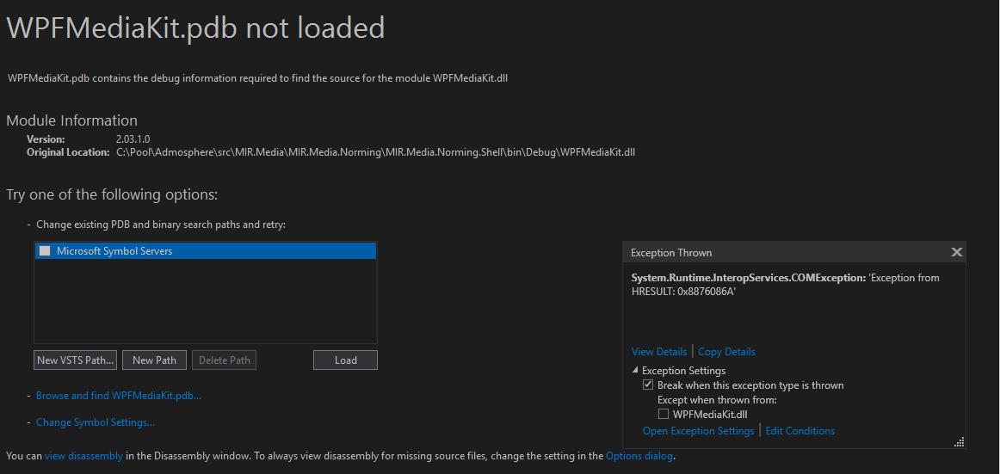 WPFMediaKit.pdb not loaded
WPFMediaKit.pdb contains the debug information required to find the source for the module WPFMediaKit.dll
Module Information
Version: 2.03.1.0
Original Location: C:\Pool\Admosphere\src\MIR.Media\MIR.Media.Norming\MIR.Media.Norming.Shell\bin\Debug\WPFMediaKit.dll
Try one of the following options:
- Change existing PDB and binary search paths and retry:
Microsoft Symbol Servers
New VSTS Path... New Path Delete Path Load
- Browse and find WPFMediaKit.pdb...
- Change Symbol Settings...
Exception Thrown
System.Runtime.InteropServices.COMException: 'Exception from
HRESULT: 0x8876086A'
View Details | Copy Details
Exception Settings
Break when this exception type is thrown
Except when thrown from:
WPFMediaKit.dll
Open Exception Settings | Edit Conditions
You can view disassembly in the Disassembly window. To always view disassembly for missing source files, change the setting in the Options dialog.